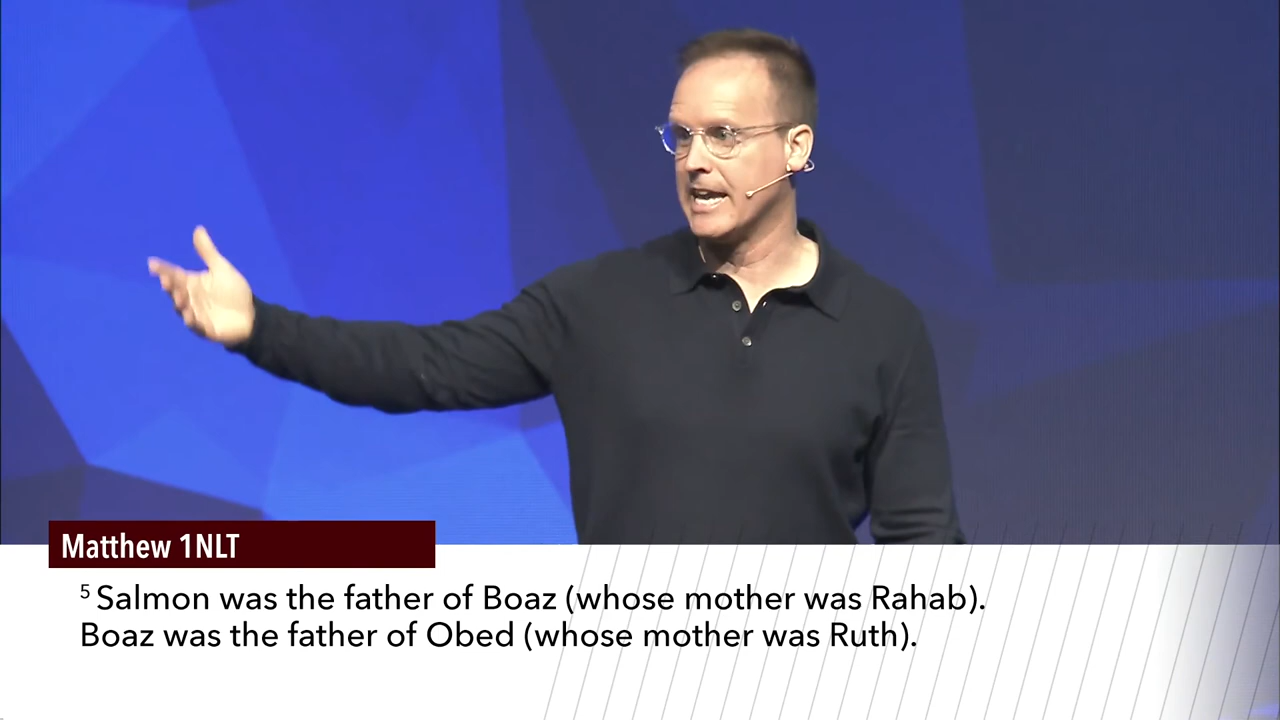 Matthew 1NLT
5 Salmon was the father of Boaz (whose mother was Rahab).
Boaz was the father of Obed (whose mother was Ruth).